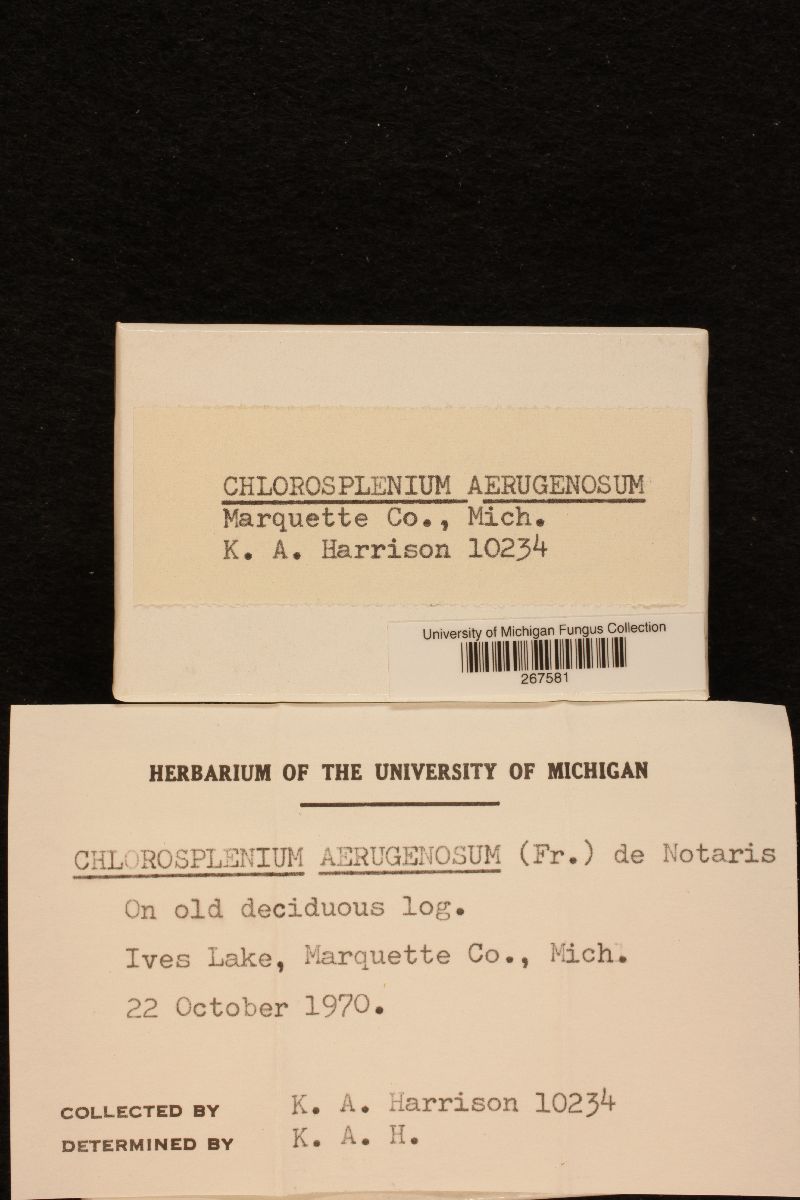 CHLOROSPLENIUM AERUGENOSUM
Marquette Co., Mich.
K. A. Harrison 10234
University of Michigan Fungus Collection
267581
HERBARIUM OF THE UNIVERSITY OF MICHIGAN
CHLOROSPLENIUM AERUGENOSUM (Fr.) de Notaris
On old deciduous log.
Ives Lake, Marquette Co., Mich.
22 October 1970.
COLLECTED BY K. A. Harrison 10234
DETERMINED BY K. A. H.